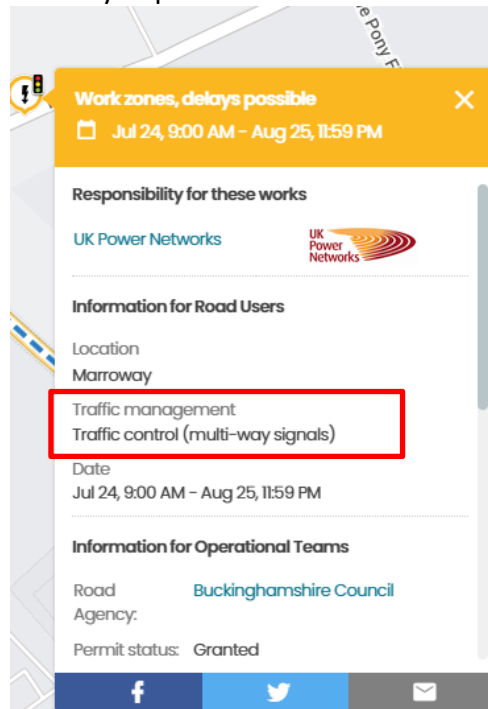 e Pony F
Work zones, delays possible
Jul 24, 9:00 AM - Aug 25, 11:59 PM
Responsibility for these works
UK Power Networks
UK
Power
Networks
Information for Road Users
Location
Marroway
Traffic management
Traffic control (multi-way signals)
Date
Jul 24, 9:00 AM - Aug 25, 11:59 PM
Information for Operational Teams
Road
Agency:
Buckinghamshire Council
Permit status: Granted